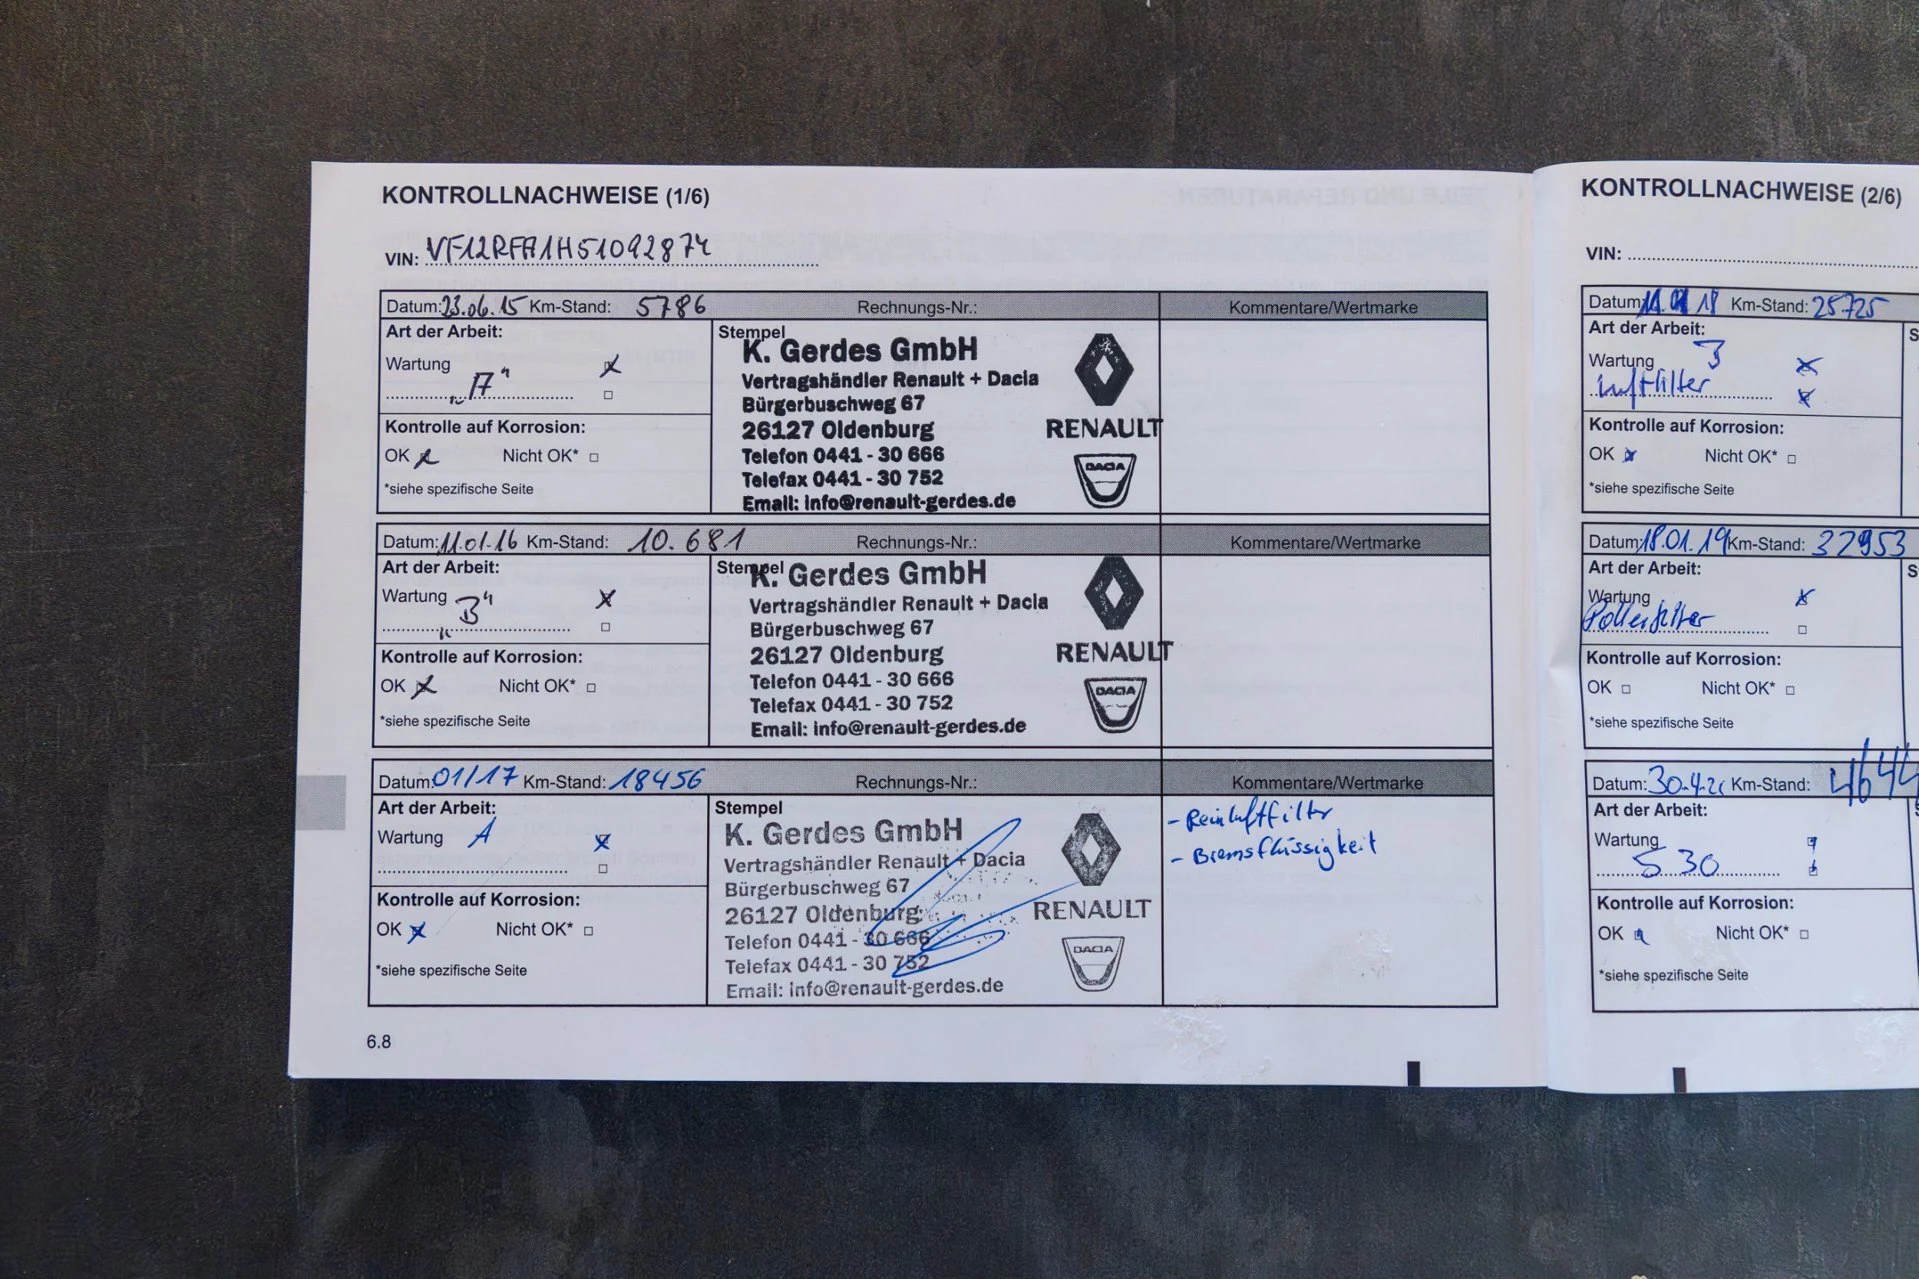 KONTROLLNACHWEISE (1/6)
VIN: VF12RFA1H51092874
Datum: 23.06.15 Km-Stand: 5786 Rechnungs-Nr.: Kommentare/Wertmarke
Art der Arbeit:
Wartung
"A"
Kontrolle auf Korrosion:
OK Nicht OK*
*siehe spezifische Seite
Stempel
K. Gerdes GmbH
Vertragshändler Renault + Dacia
Bürgerbuschweg 67
26127 Oldenburg
Telefon 0441 - 30 666
Telefax 0441 - 30 752
Email: info@renault-gerdes.de
RENAULT
DACIA
Datum: 11.01.16 Km-Stand: 10.681 Rechnungs-Nr.: Kommentare/Wertmarke
Art der Arbeit:
Wartung
"B"
Kontrolle auf Korrosion:
OK Nicht OK*
*siehe spezifische Seite
Stempel
K. Gerdes GmbH
Vertragshändler Renault + Dacia
Bürgerbuschweg 67
26127 Oldenburg
Telefon 0441 - 30 666
Telefax 0441 - 30 752
Email: info@renault-gerdes.de
RENAULT
DACIA
Datum: 01/17 Km-Stand: 18456 Rechnungs-Nr.: Kommentare/Wertmarke
Art der Arbeit:
Wartung A
Kontrolle auf Korrosion:
OK Nicht OK*
*siehe spezifische Seite
Stempel
K. Gerdes GmbH
Vertragshändler Renault + Dacia
Bürgerbuschweg 67
26127 Oldenburg
Telefon 0441 - 30 666
Telefax 0441 - 30 752
Email: info@renault-gerdes.de
RENAULT
DACIA
- Reinluftfilter
- Bremsflüssigkeit
6.8
KONTROLLNACHWEISE (2/6)
VIN:
Datum: 18 Km-Stand: 25725
Art der Arbeit:
Wartung
Luftfilter
Kontrolle auf Korrosion:
OK Nicht OK*
*siehe spezifische Seite
Datum: 18.01.19 Km-Stand: 32953
Art der Arbeit:
Wartung
Pollenfilter
Kontrolle auf Korrosion:
OK Nicht OK*
*siehe spezifische Seite
Datum: Km-Stand: 4644
Art der Arbeit:
Wartung
530
Kontrolle auf Korrosion:
OK Nicht OK*
*siehe spezifische Seite